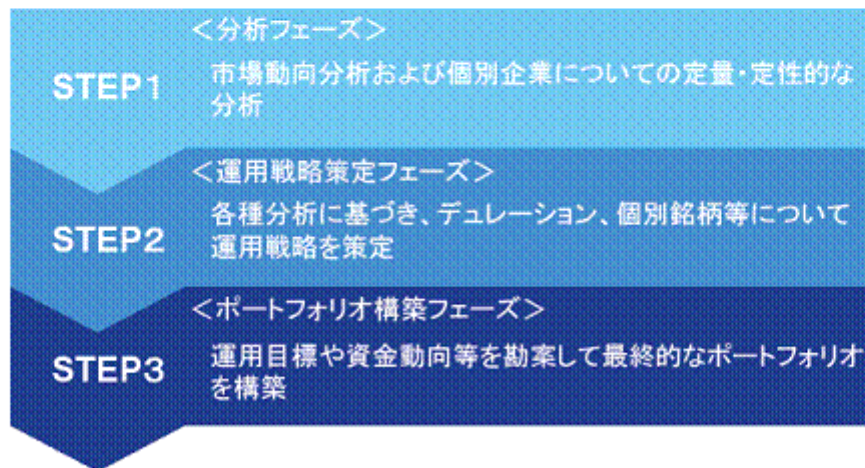 ＜分析フェーズ＞
STEP1
市場動向分析および個別企業についての定量・定性的な
分析
＜運用戦略策定フェーズ＞
STEP2
各種分析に基づき、デュレーション、個別銘柄等について
運用戦略を策定
＜ポートフォリオ構築フェーズ＞
STEP3
運用目標や資金動向等を勘案して最終的なポートフォリオ
を構築